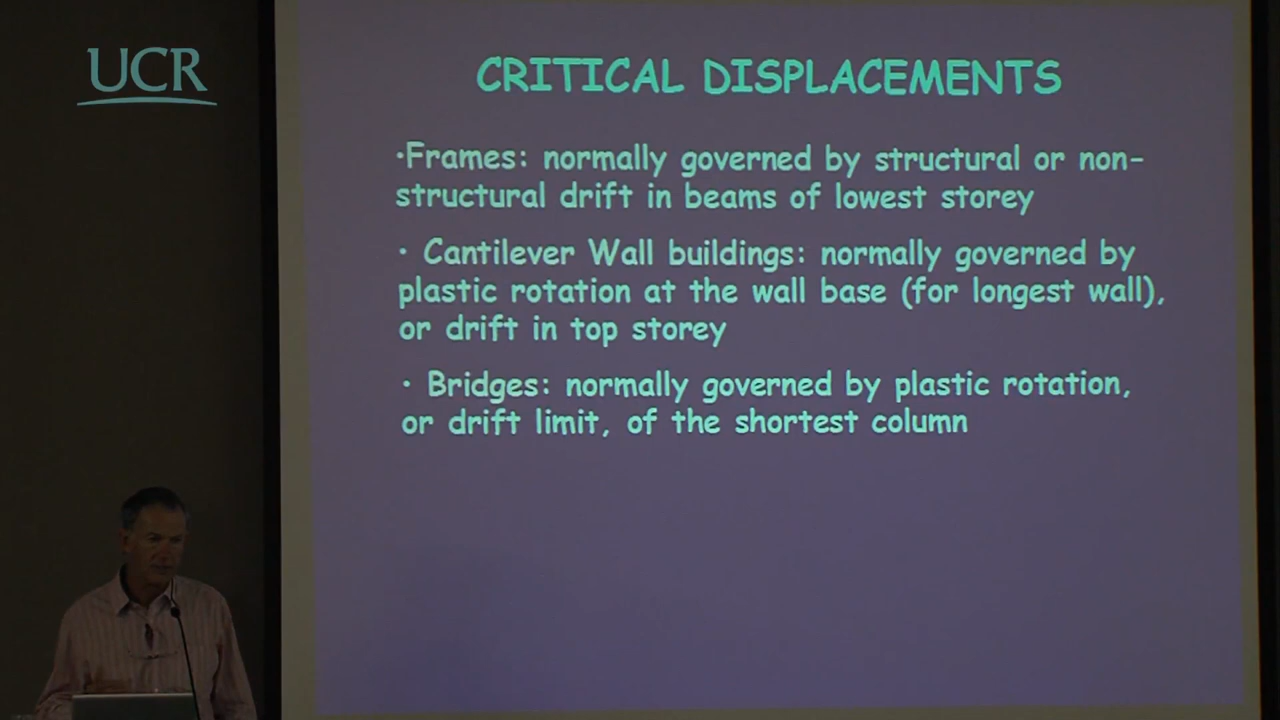 UCR
CRITICAL DISPLACEMENTS
•Frames: normally governed by structural or non-
structural drift in beams of lowest storey
• Cantilever Wall buildings: normally governed by
plastic rotation at the wall base (for longest wall),
or drift in top storey
• Bridges: normally governed by plastic rotation,
or drift limit, of the shortest column